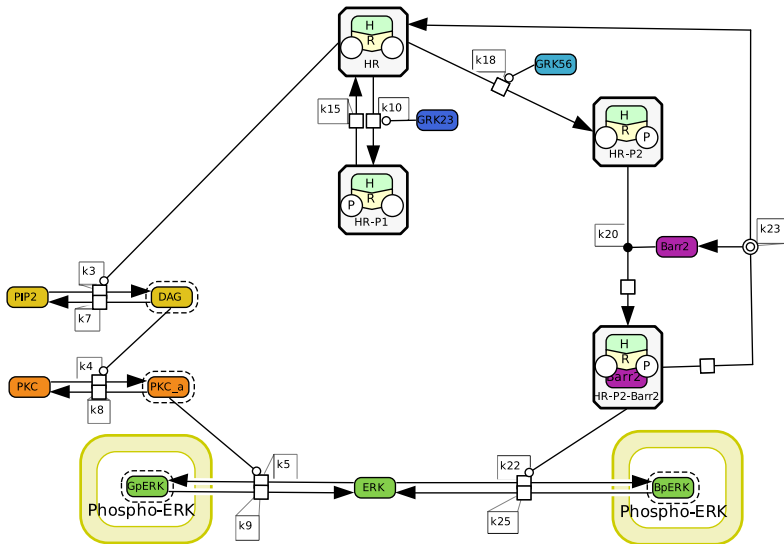 H
R
HR
k18
GRK56
k15
k10
GRK23
H
R
P
HR-P2
H
R
P
HR-P1
k20
Barr2
k23
k3
PIP2
DAG
k7
H
R
P
Barr2
HR-P2-Barr2
k4
PKC
PKC_a
k8
k5
k22
GpERK
ERK
BpERK
Phospho-ERK
Phospho-ERK
k9
k25